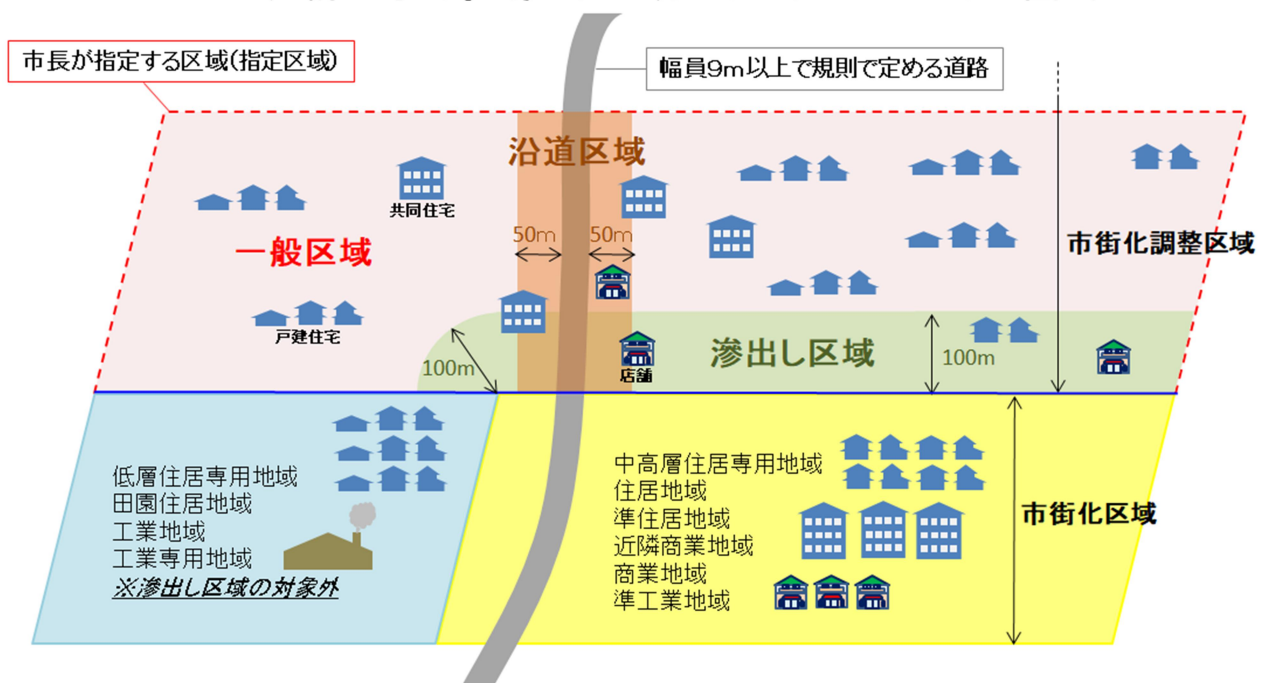 市長が指定する区域(指定区域)
幅員9m以上で規則で定める道路
沿道区域
共同住宅
50m
50m
一般区域
市街化調整区域
戸建住宅
100m
店舗
滲出し区域
100m
低層住居専用地域
田園住居地域
工業地域
工業専用地域
※滲出し区域の対象外
中高層住居専用地域
住居地域
準住居地域
近隣商業地域
商業地域
準工業地域
市街化区域